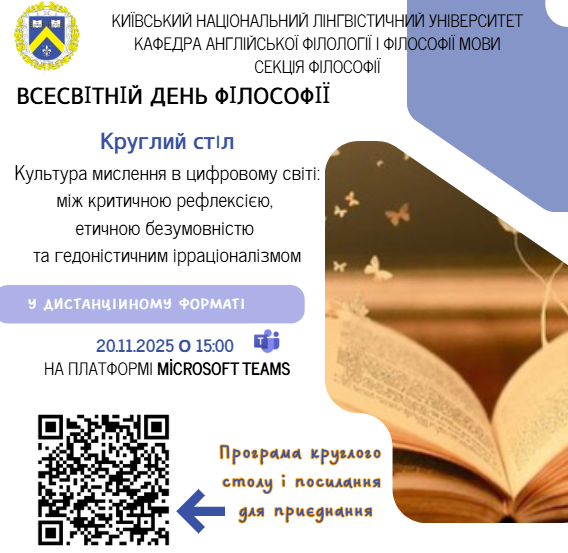 КИЇВСЬКИЙ НАЦІОНАЛЬНИЙ ЛІНГВІСТИЧНИЙ УНІВЕРСИТЕТ
КАФЕДРА АНГЛІЙСЬКОЇ ФІЛОЛОГІЇ І ФІЛОСОФІЇ МОВИ
СЕКЦІЯ ФІЛОСОФІЇ
ВСЕСВІТНІЙ ДЕНЬ ФІЛОСОФІЇ
Круглий стіл
Культура мислення в цифровому світі:
між критичною рефлексією,
етичною безумовністю
та гедоністичним ірраціоналізмом
У ДИСТАНЦІЙНОМУ ФОРМАТІ
20.11.2025 О 15:00
НА ПЛАТФОРМІ MİCROSOFT TEAMS
Програма круглого
столу і посилання
для приєднання